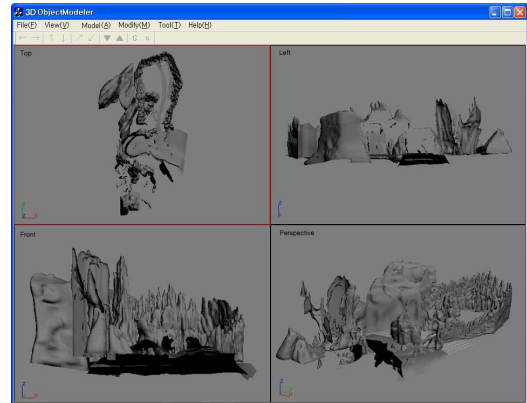 3D ObjectModeler
File(F) View(V) Model(A) Modify(M) Tool(T) Help(H)
S
Top
Left
Front
Perspective